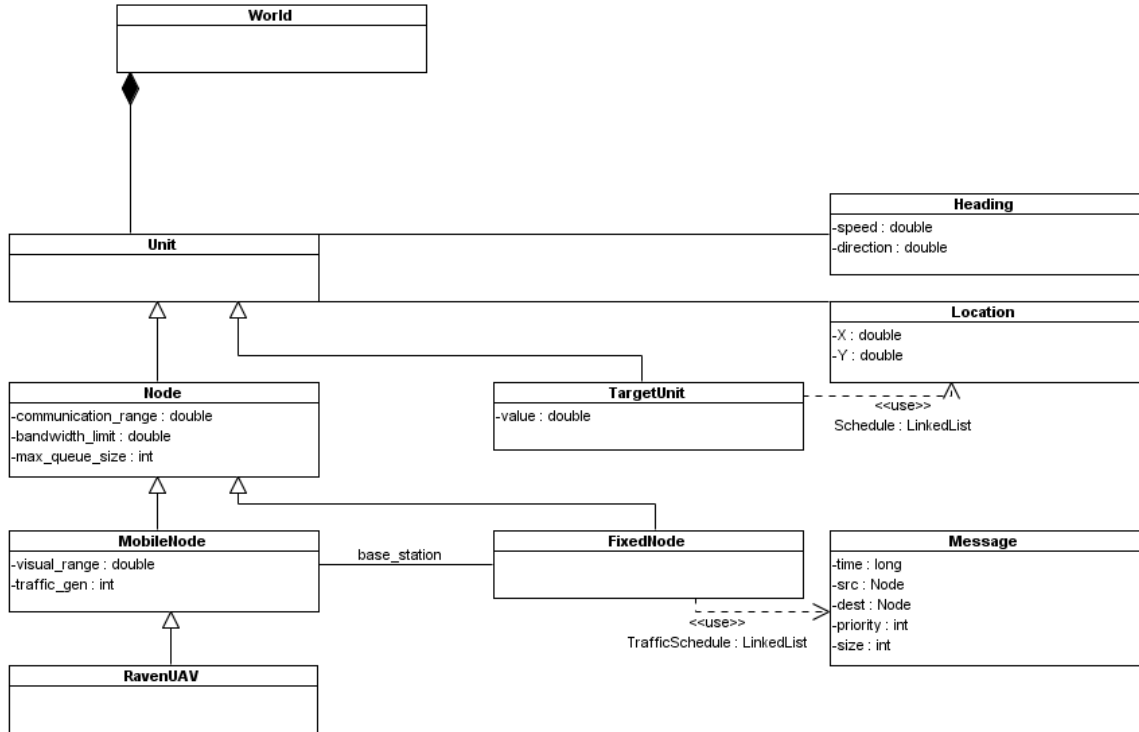 World
Heading
-speed : double
-direction : double
Unit
Location
-X : double
-Y : double
Node
-communication_range : double
-bandwidth_limit : double
-max_queue_size : int
TargetUnit
-value : double
<<use>>
Schedule : LinkedList
MobileNode
-visual_range : double
-traffic_gen : int
base_station
FixedNode
Message
-time : long
-src : Node
-dest : Node
-priority : int
-size : int
<<use>>
TrafficSchedule : LinkedList
RavenUAV